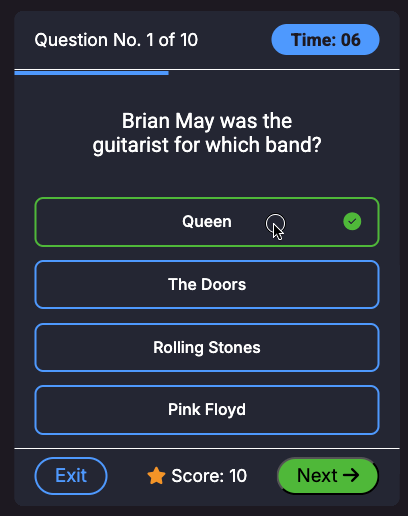 Question No. 1 of 10
Time: 06
Brian May was the
guitarist for which band?
Queen
The Doors
Rolling Stones
Pink Floyd
Exit
Score: 10
Next →